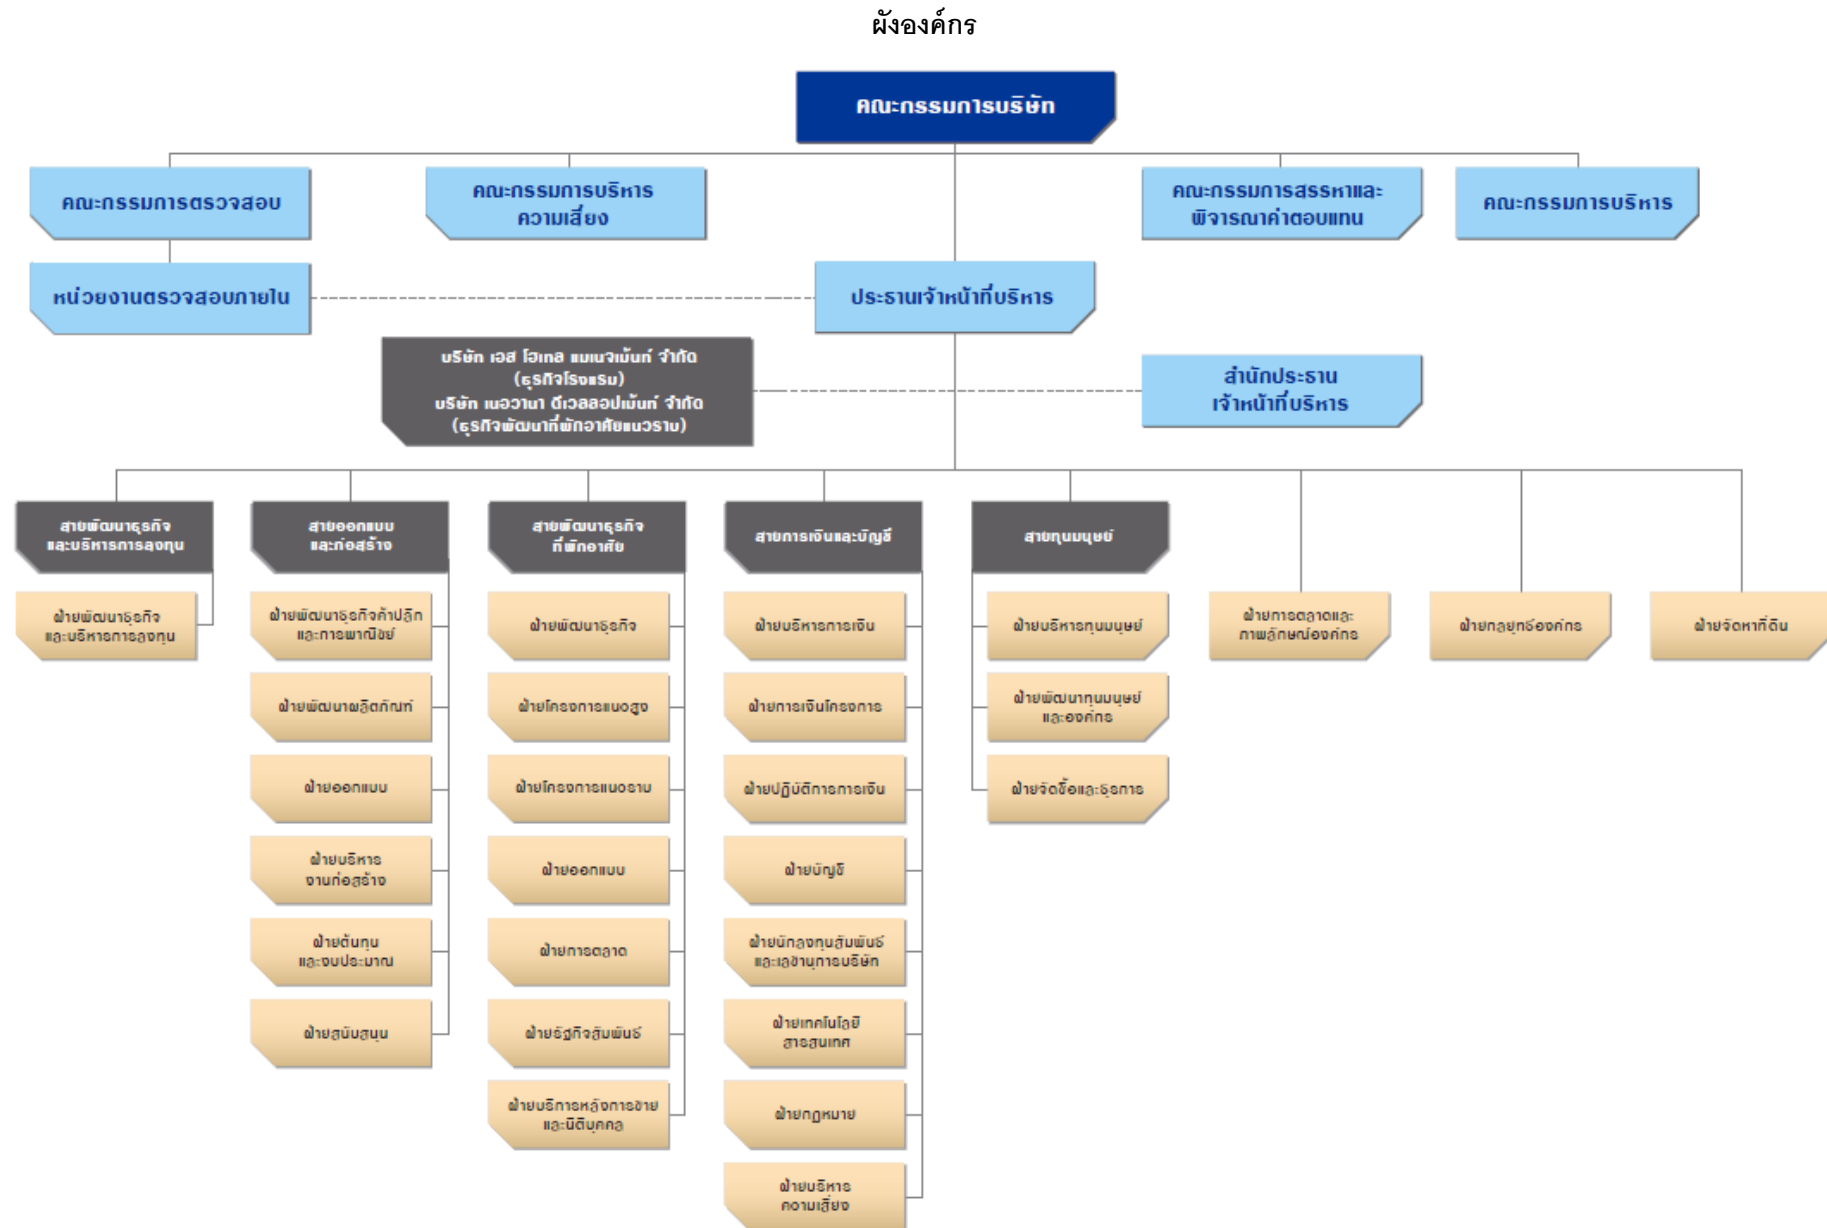 ผังองค์กร
คณะกรรมการบริษัท
คณะกรรมการตรวจสอบ
คณะกรรมการบริหาร
ความเสี่ยง
คณะกรรมการสรรหาและ
พิจารณาค่าตอบแทน
คณะกรรมการบริหาร
หน่วยงานตรวจสอบภายใน
ประธานเจ้าหน้าที่บริหาร
บริษัท เอส โฮเทล แมเนจเม้นท์ จำกัด
(ธุรกิจโรงแรม)
บริษัท เนอวานา ดีเวลลอปเม้นท์ จำกัด
(ธุรกิจพัฒนาที่พักอาศัยแนวราบ)
สำนักประธาน
เจ้าหน้าที่บริหาร
สายพัฒนาธุรกิจ
และบริหารการลงทุน
สายออกแบบ
และก่อสร้าง
สายพัฒนาธุรกิจ
ที่พักอาศัย
สายการเงินและบัญชี
สายทุนมนุษย์
ฝ่ายพัฒนาธุรกิจ
และบริหารการลงทุน
ฝ่ายพัฒนาธุรกิจค้าปลีก
และการพาณิชย์
ฝ่ายพัฒนาธุรกิจ
ฝ่ายบริหารการเงิน
ฝ่ายบริหารทุนมนุษย์
ฝ่ายการตลาดและ
ภาพลักษณ์องค์กร
ฝ่ายกลยุทธ์องค์กร
ฝ่ายจัดหาที่ดิน
ฝ่ายพัฒนาผลิตภัณฑ์
ฝ่ายโครงการแนวสูง
ฝ่ายการเงินโครงการ
ฝ่ายพัฒนาทุนมนุษย์
และองค์กร
ฝ่ายออกแบบ
ฝ่ายโครงการแนวราบ
ฝ่ายปฏิบัติการการเงิน
ฝ่ายจัดซื้อและธุรการ
ฝ่ายบริหาร
งานก่อสร้าง
ฝ่ายออกแบบ
ฝ่ายบัญชี
ฝ่ายต้นทุน
และงบประมาณ
ฝ่ายการตลาด
ฝ่ายนักลงทุนสัมพันธ์
และเลขานุการบริษัท
ฝ่ายสนับสนุน
ฝ่ายรัฐกิจสัมพันธ์
ฝ่ายเทคโนโลยี
สารสนเทศ
ฝ่ายบริการหลังการขาย
และนิติบุคคล
ฝ่ายกฎหมาย
ฝ่ายบริหาร
ความเสี่ยง